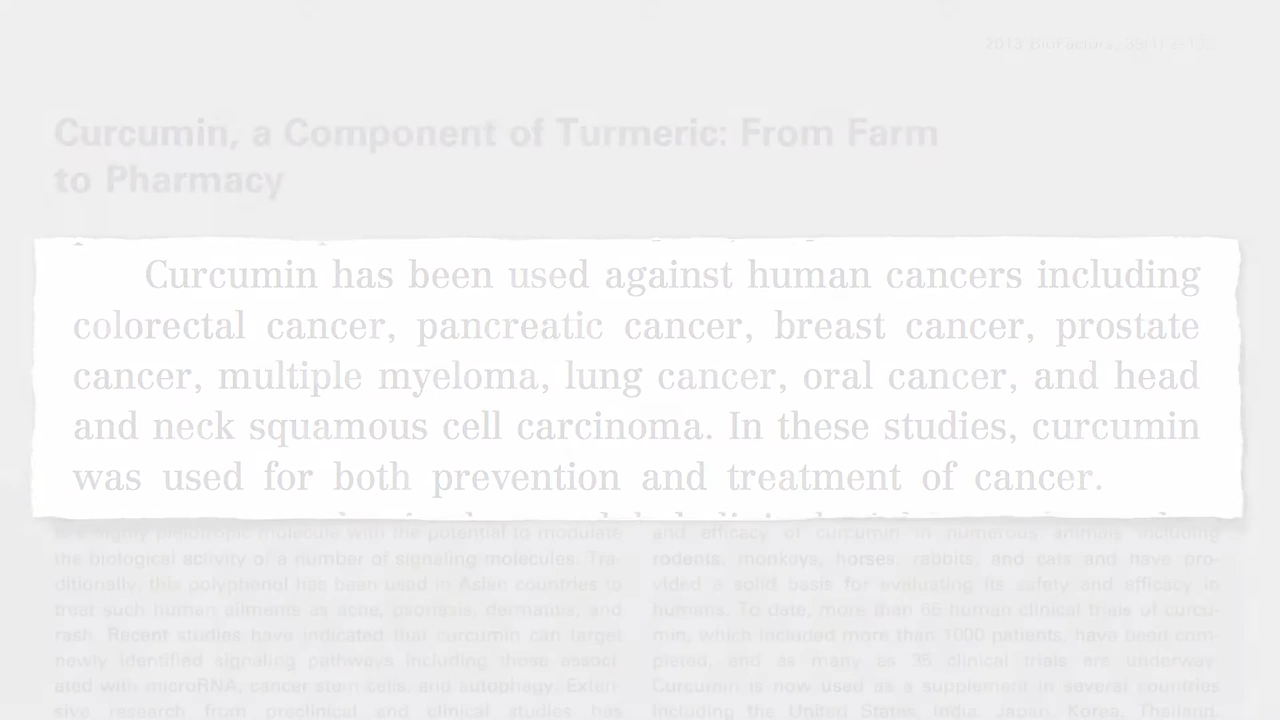 2013 BioFactors, 39(1)
Curcumin, a Component of Turmeric: From Farm
to Pharmacy
Curcumin has been used against human cancers including
colorectal cancer, pancreatic cancer, breast cancer, prostate
cancer, multiple myeloma, lung cancer, oral cancer, and head
and neck squamous cell carcinoma. In these studies, curcumin
was used for both prevention and treatment of cancer.
is a highly pleiotropic molecule with the potential to modulate
the biological activity of a number of signaling molecules. Tra-
ditionally, this polyphenol has been used in Asian countries to
treat such human ailments as acne, psoriasis, dermatitis, and
rash. Recent studies have indicated that curcumin can target
newly identified signaling pathways including those associ-
ated with microRNA, cancer stem cells, and autophagy. Exten-
sive research from preclinical and clinical studies has
and efficacy of curcumin in numerous animals including
rodents, monkeys, horses, rabbits, and cats and have pro-
vided a solid basis for evaluating its safety and efficacy in
humans. To date, more than 65 human clinical trials of curcu-
min, which included more than 1000 patients, have been com-
pleted, and as many as 35 clinical trials are underway.
Curcumin is now used as a supplement in several countries
including the United States, India, Japan, Korea, Thailand,